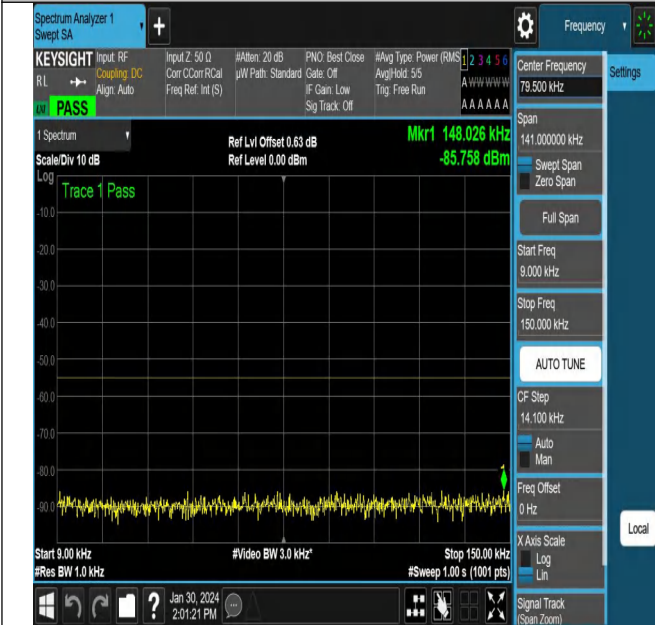 Spectrum Analyzer 1
Swept SA
+
Frequency
KEYSIGHT
RL
PASS
Input: RF
Coupling: DC
Align: Auto
Input Z: 50 Ω
Corr CCorr RCal
Freq Ref: Int (S)
#Atten: 20 dB
µW Path: Standard
PNO: Best Close
Gate: Off
IF Gain: Low
Sig Track: Off
#Avg Type: Power (RMS
Avg|Hold: 5/5
Trig: Free Run
1 2 3 4 5 6
A W W W W W
A A A A A A
1 Spectrum
Scale/Div 10 dB
Ref Lvl Offset 0.63 dB
Ref Level 0.00 dBm
Mkr1 148.026 kHz
-85.758 dBm
Log
Trace 1 Pass
-10.0
-20.0
-30.0
-40.0
-50.0
-60.0
-70.0
-80.0
-90.0
Start 9.00 kHz
#Res BW 1.0 kHz
#Video BW 3.0 kHz*
Stop 150.00 kHz
#Sweep 1.00 s (1001 pts)
Jan 30, 2024
2:01:21 PM
?
Center Frequency
79.500 kHz
Settings
Span
141.000000 kHz
Swept Span
Zero Span
Full Span
Start Freq
9.000 kHz
Stop Freq
150.000 kHz
AUTO TUNE
CF Step
14.100 kHz
Auto
Man
Freq Offset
0 Hz
X Axis Scale
Log
Lin
Local
Signal Track
(Span Zoom)